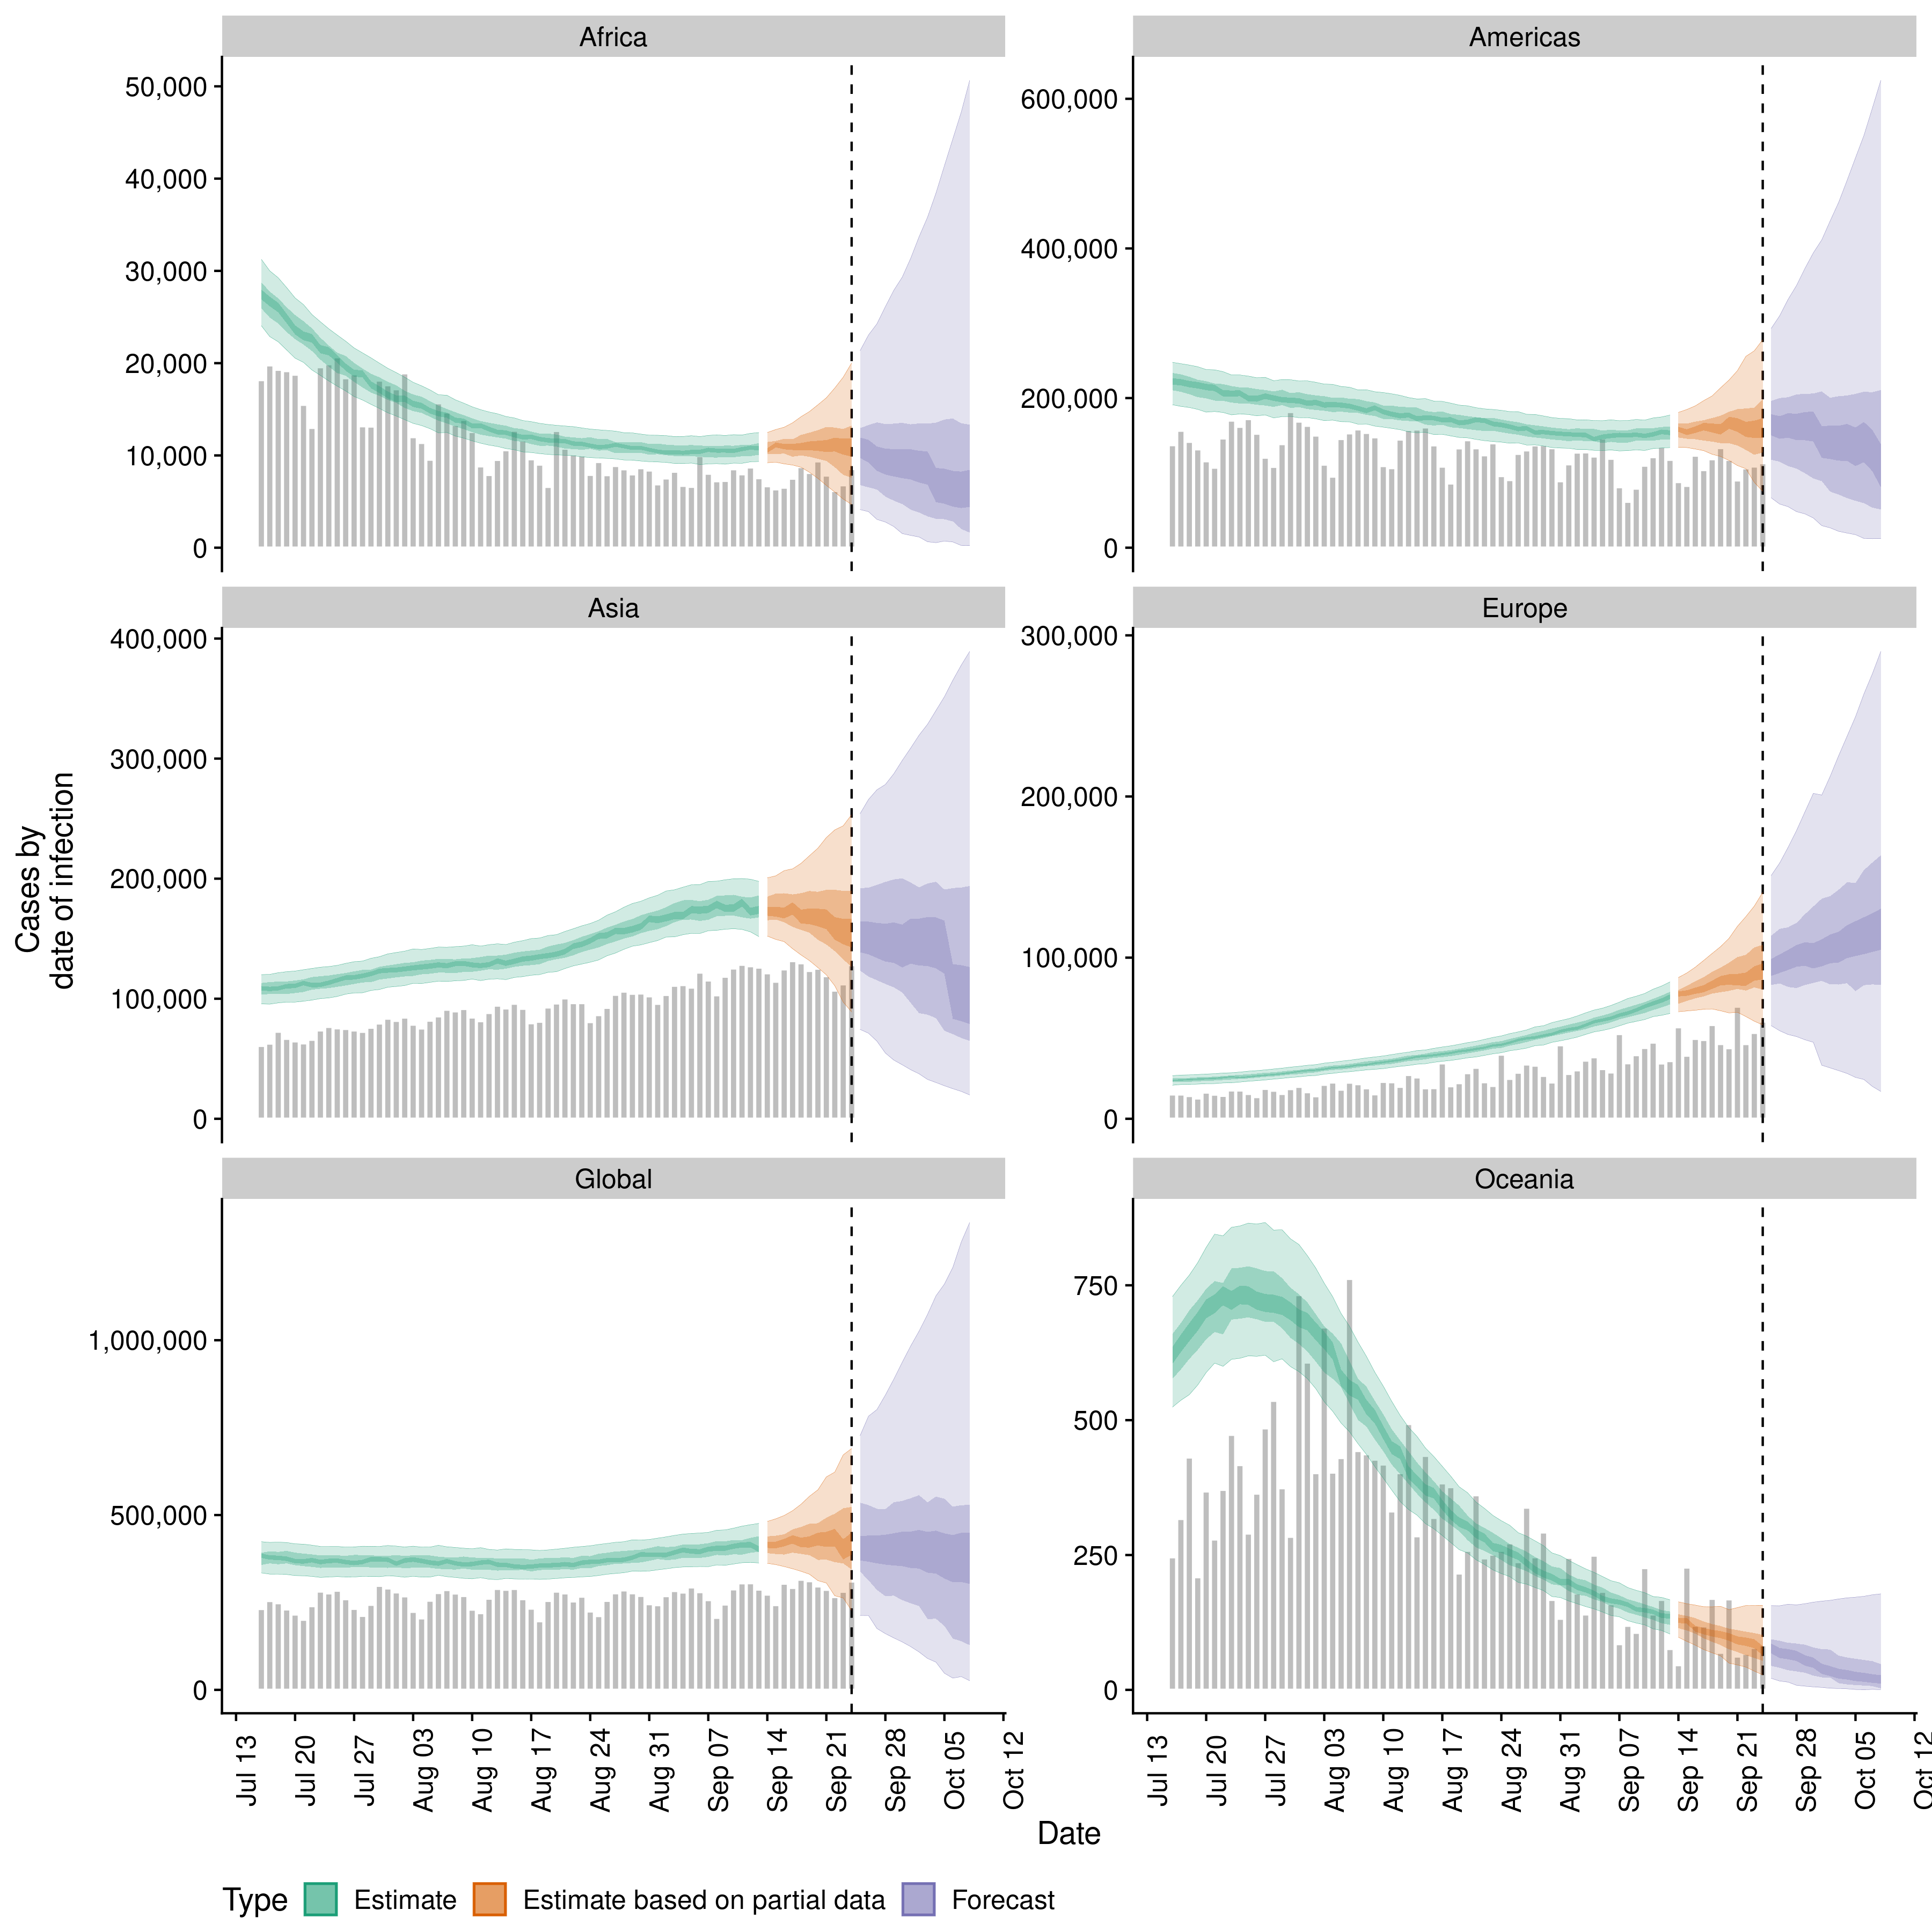 Africa
Americas
50,000
40,000
30,000
20,000
10,000
0
600,000
400,000
200,000
0
Asia
Europe
400,000
300,000
200,000
100,000
0
300,000
200,000
100,000
0
Cases by
date of infection
Global
Oceania
1,000,000
500,000
0
750
500
250
0
Jul 13
Jul 20
Jul 27
Aug 03
Aug 10
Aug 17
Aug 24
Aug 31
Sep 07
Sep 14
Sep 21
Sep 28
Oct 05
Oct 12
Jul 13
Jul 20
Jul 27
Aug 03
Aug 10
Aug 17
Aug 24
Aug 31
Sep 07
Sep 14
Sep 21
Sep 28
Oct 05
Oct 12
Date
Type Estimate Estimate based on partial data Forecast